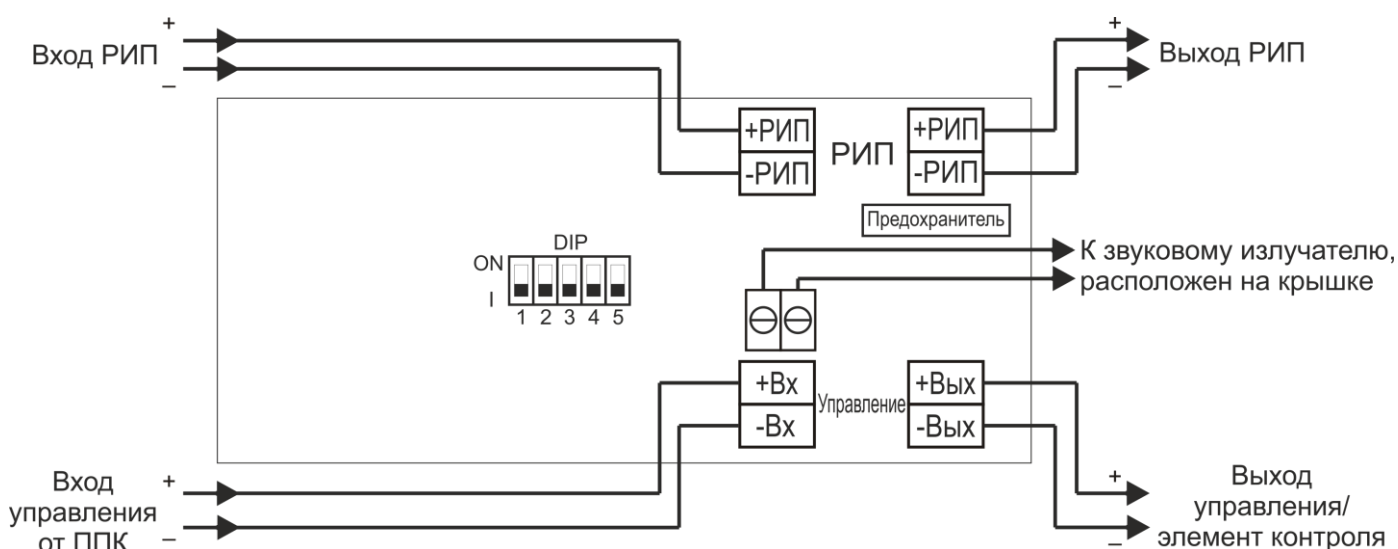 +
Вход РИП
–
+
Выход РИП
–
+РИП
-РИП
РИП
+РИП
-РИП
Предохранитель
DIP
ON
I
1 2 3 4 5
К звуковому излучателю,
расположен на крышке
+Вх
-Вх
Управление
+Вых
-Вых
Вход
управления
от ППК
+
–
+
–
Выход
управления/
элемент контроля